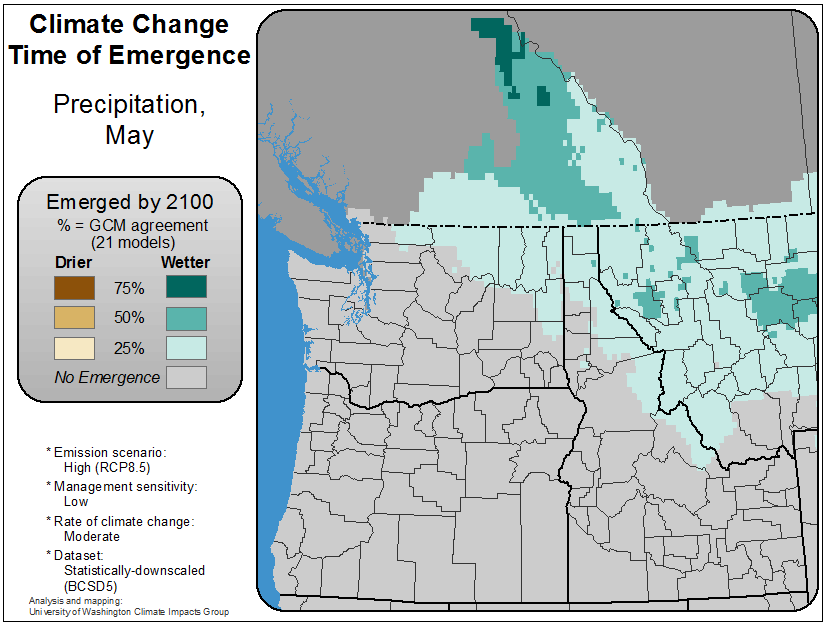 Climate Change
Time of Emergence
Precipitation,
May
Emerged by 2100
% = GCM agreement
(21 models)
Drier Wetter
75%
50%
25%
No Emergence
* Emission scenario:
High (RCP8.5)
* Management sensitivity:
Low
* Rate of climate change:
Moderate
* Dataset:
Statistically-downscaled
(BCSD5)
Analysis and mapping:
University of Washington Climate Impacts Group